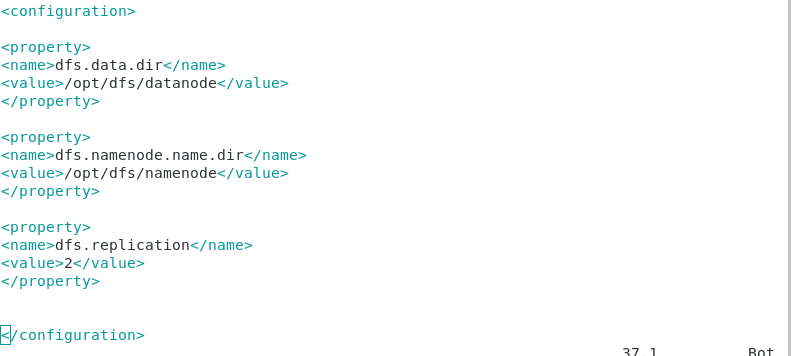 <configuration>
<property>
<name>dfs.data.dir</name>
<value>/opt/dfs/datanode</value>
</property>
<property>
<name>dfs.namenode.name.dir</name>
<value>/opt/dfs/namenode</value>
</property>
<property>
<name>dfs.replication</name>
<value>2</value>
</property>
</configuration>
37,1 Bot